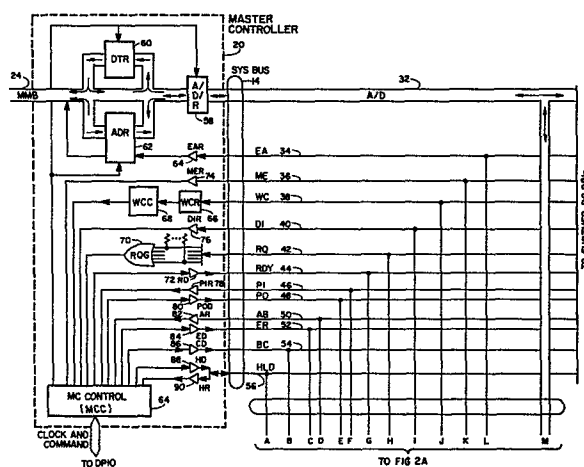 MASTER
CONTROLLER
20
DTR
60
SYS BUS
14
24
MMB
A/D/R
58
32
A/D
ADR
62
EAR
64
EA 34
MER 74
ME 36
WCC
68
WCR
66
WC 38
DIR
76
DI 40
70
ROG
RQ 42
72 RD
RDY 44
PIR 78
PI 46
80 POD
PO 48
82 AR
AB 50
84 ED
ER 52
86 CD
BC 54
88 HD
HLD
56
90 HR
MC CONTROL
(MCC)
64
CLOCK AND
COMMAND
TO DPIO
A B C D E F G H I J K L M
TO FIG 2A